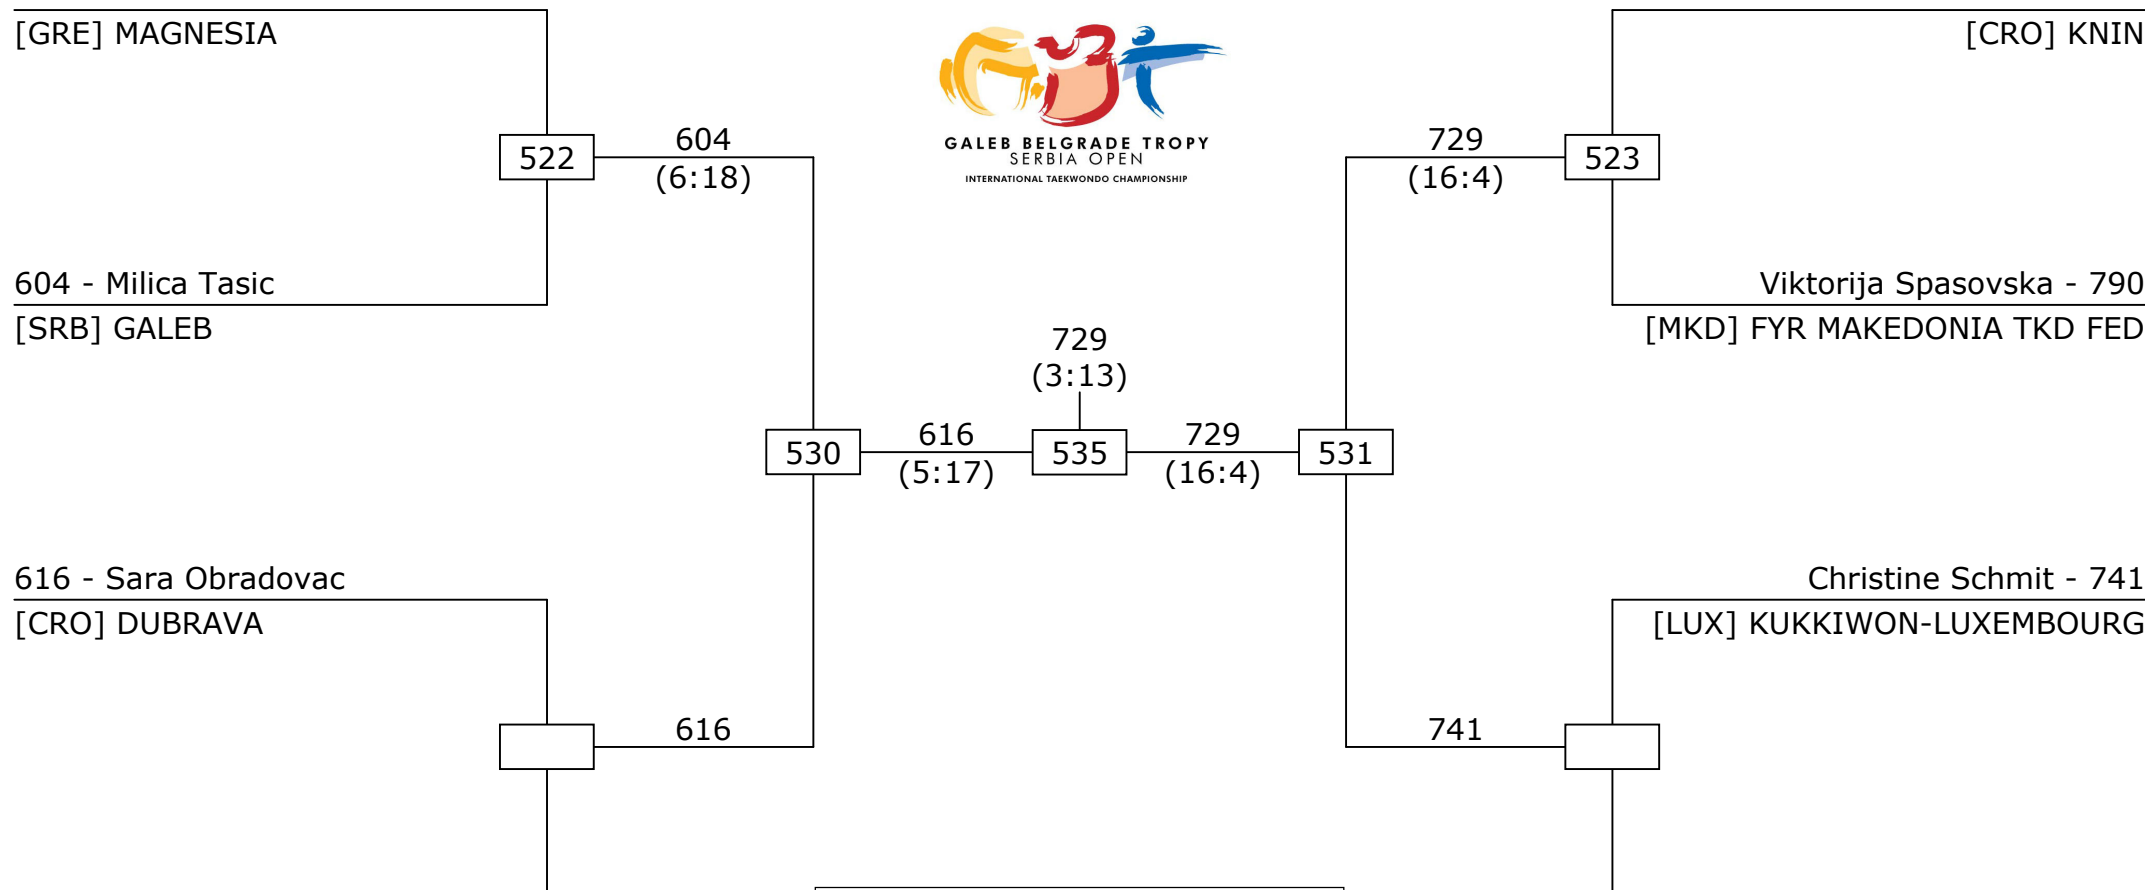 [GRE] MAGNESIA
[CRO] KNIN
GALEB BELGRADE TROPY
SERBIA OPEN
INTERNATIONAL TAEKWONDO CHAMPIONSHIP
522
604
(6:18)
729
(16:4)
523
604 - Milica Tasic
[SRB] GALEB
Viktorija Spasovska - 790
[MKD] FYR MAKEDONIA TKD FED
729
(3:13)
530
616
(5:17)
535
729
(16:4)
531
616 - Sara Obradovac
[CRO] DUBRAVA
Christine Schmit - 741
[LUX] KUKKIWON-LUXEMBOURG
616
741